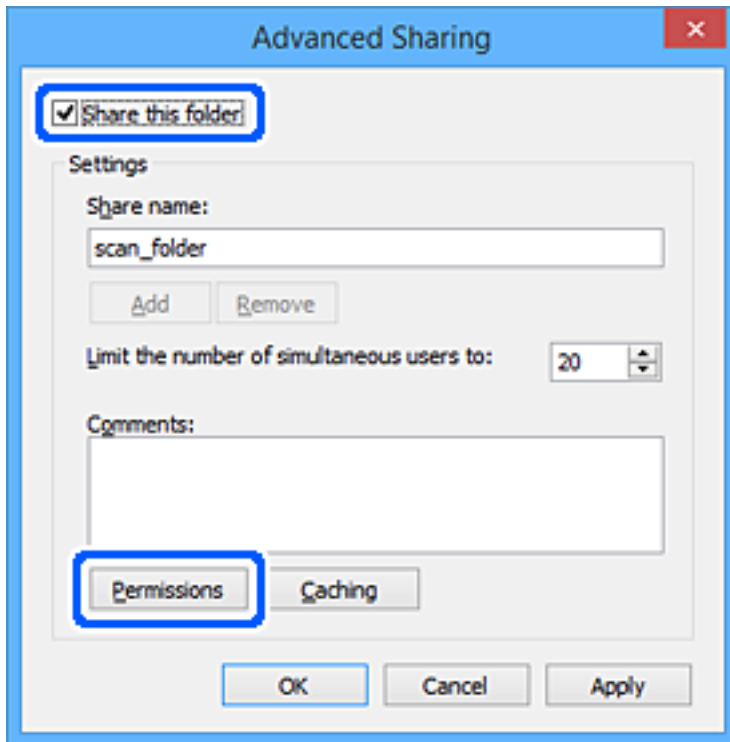 Advanced Sharing
Share this folder
Settings
Share name:
scan_folder
Add Remove
Limit the number of simultaneous users to: 20
Comments:
Permissions Caching
OK Cancel Apply